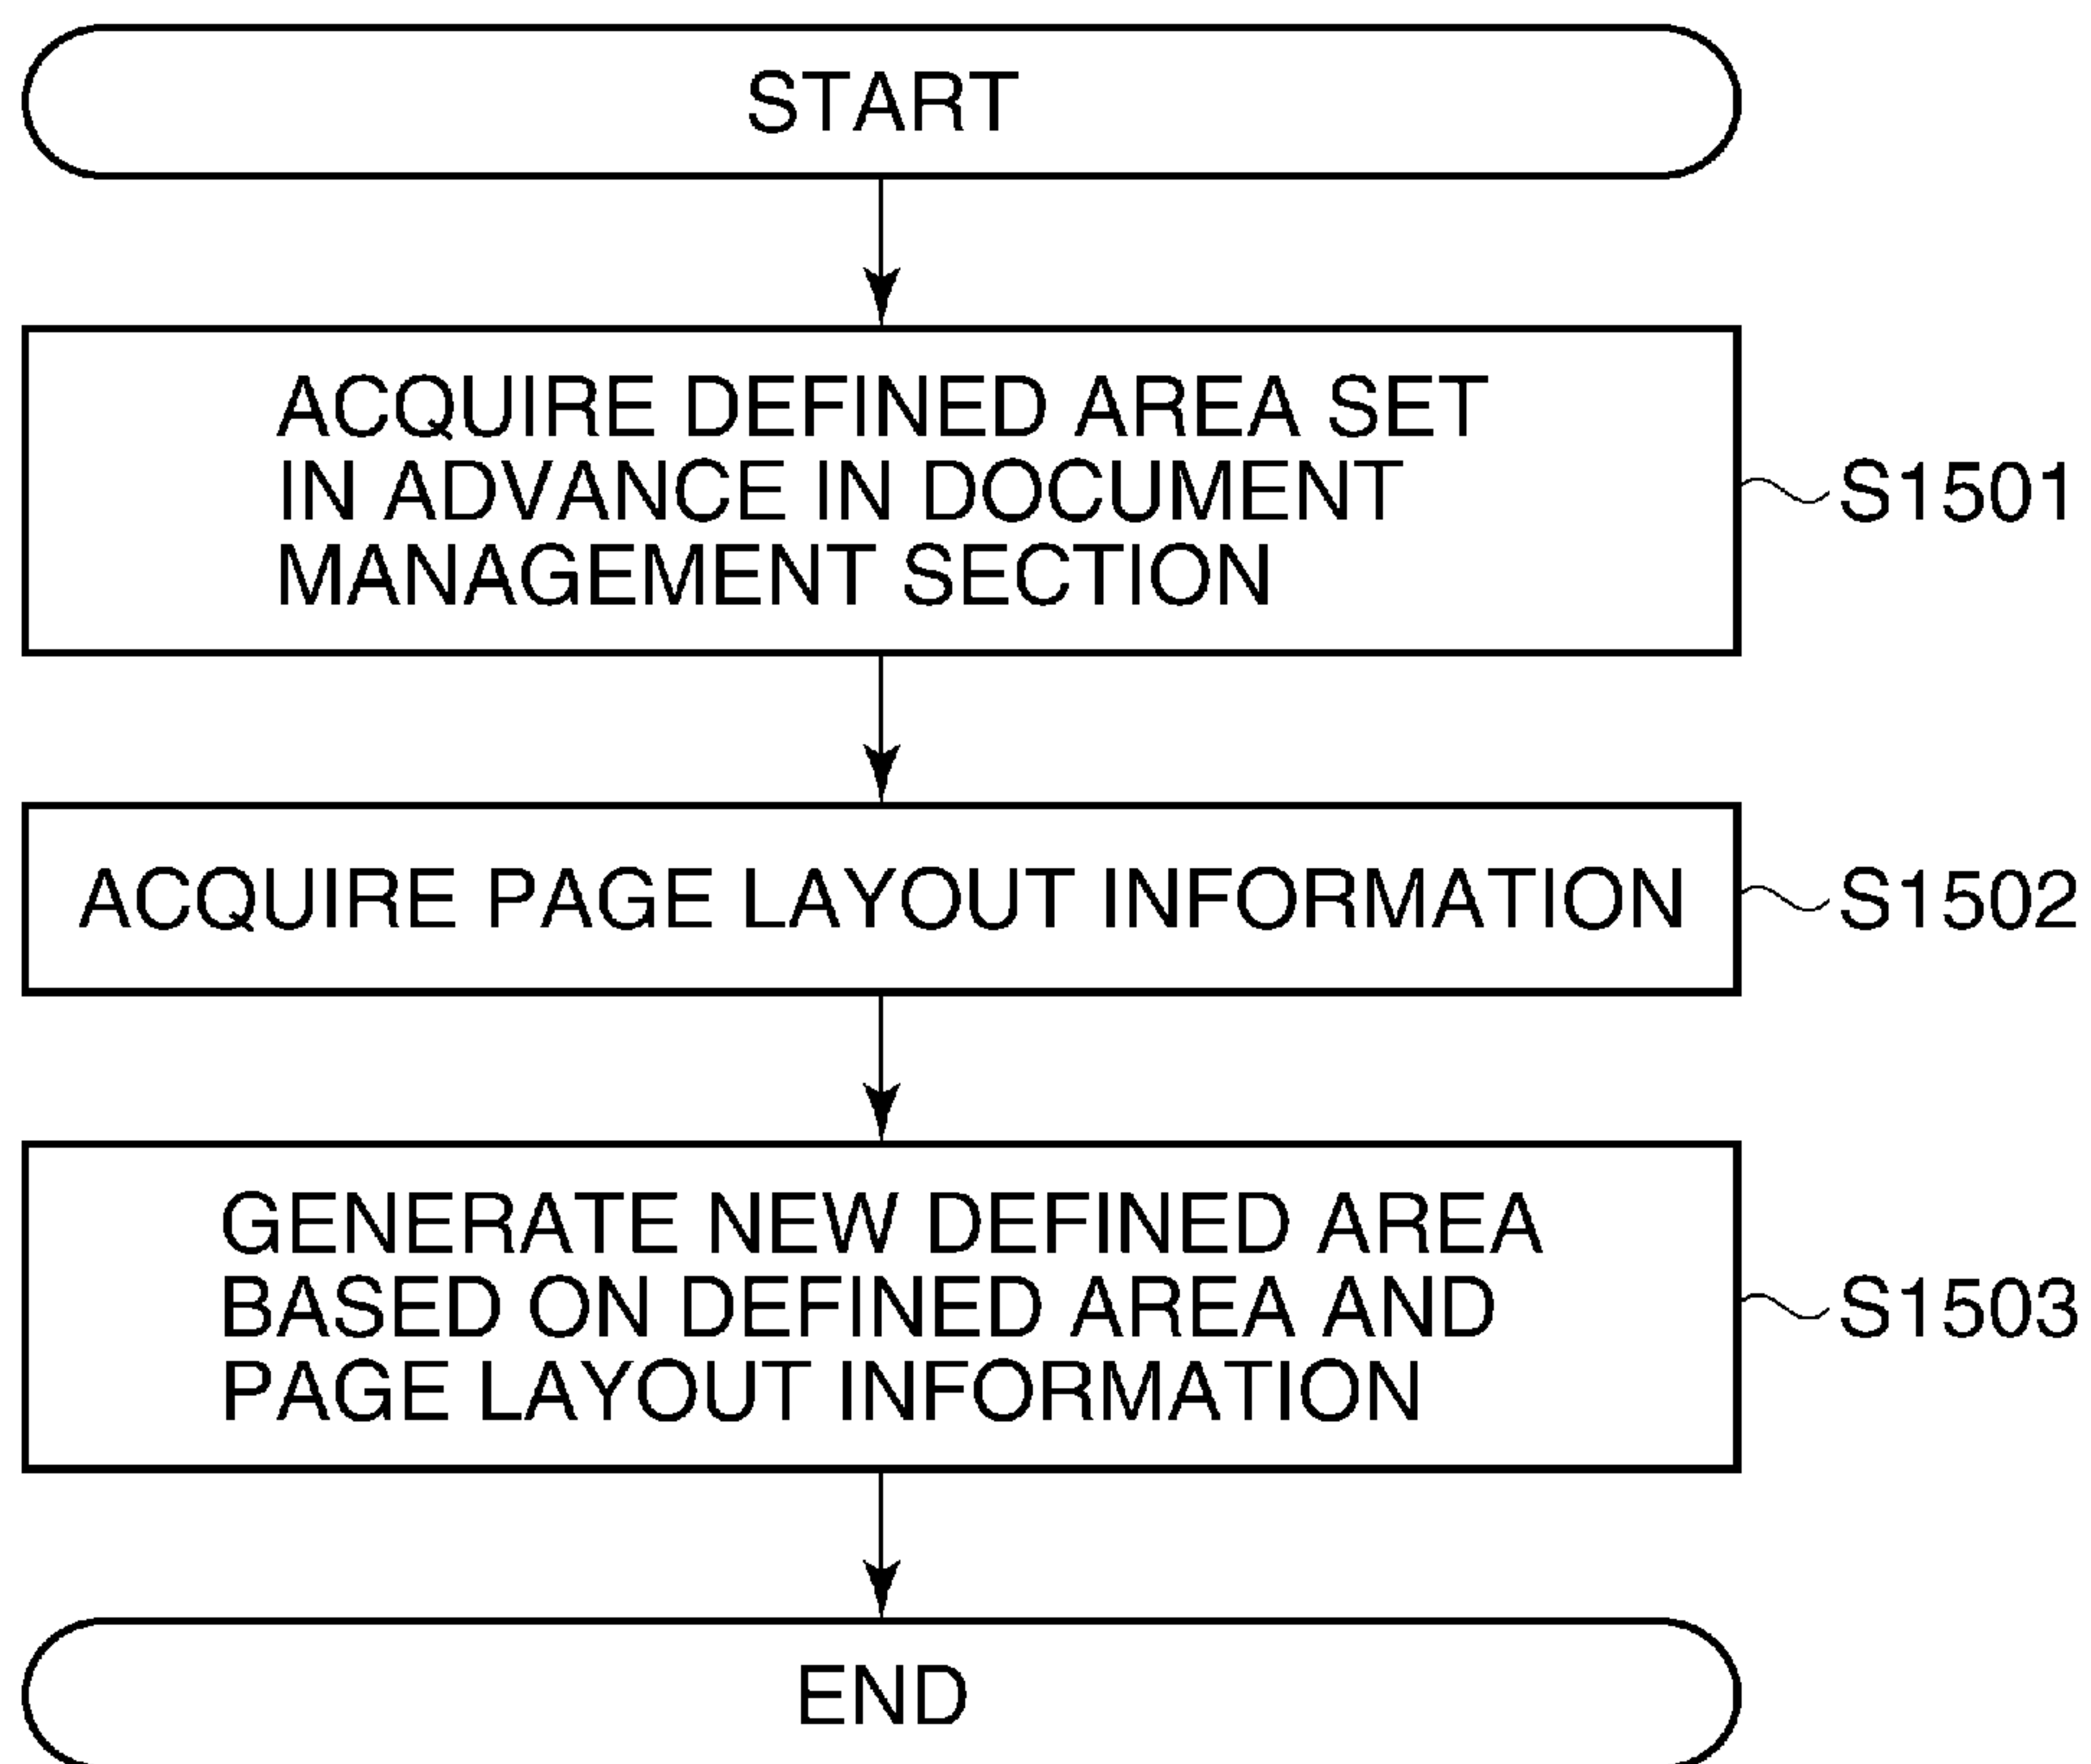 START
ACQUIRE DEFINED AREA SET
IN ADVANCE IN DOCUMENT
MANAGEMENT SECTION
S1501
ACQUIRE PAGE LAYOUT INFORMATION
S1502
GENERATE NEW DEFINED AREA
BASED ON DEFINED AREA AND
PAGE LAYOUT INFORMATION
S1503
END